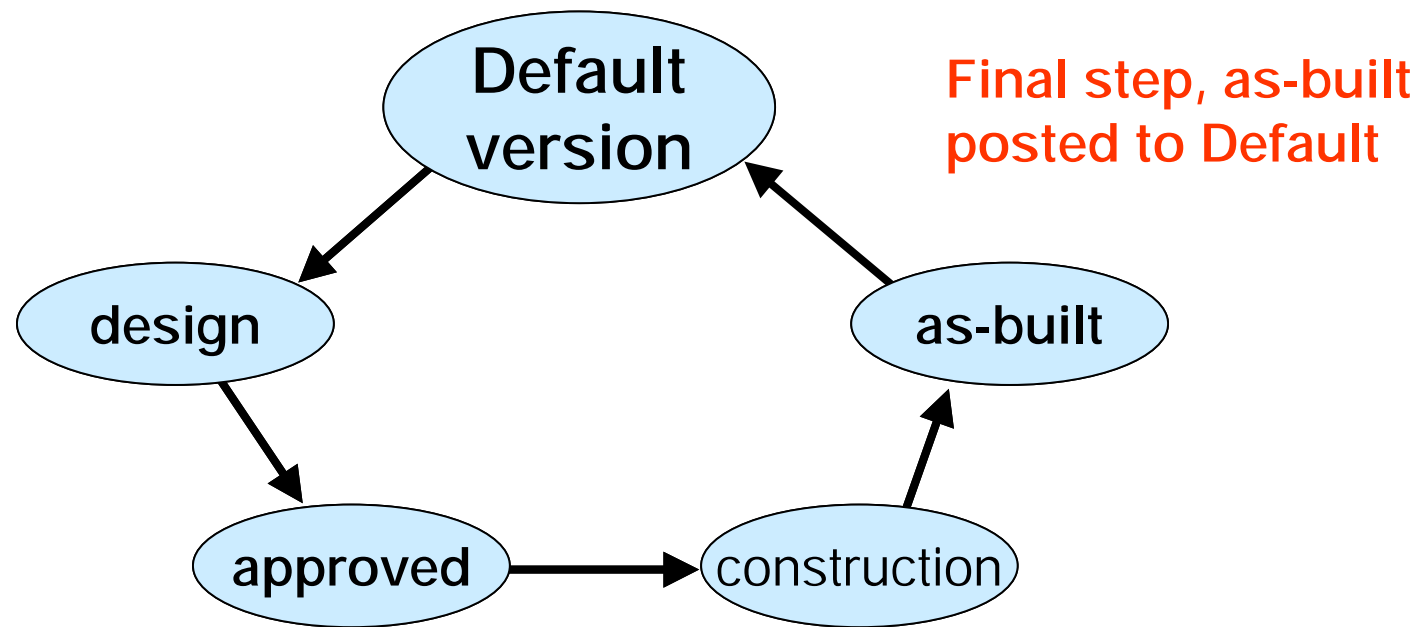 Default
version
Final step, as-built
posted to Default
design
as-built
approved
construction